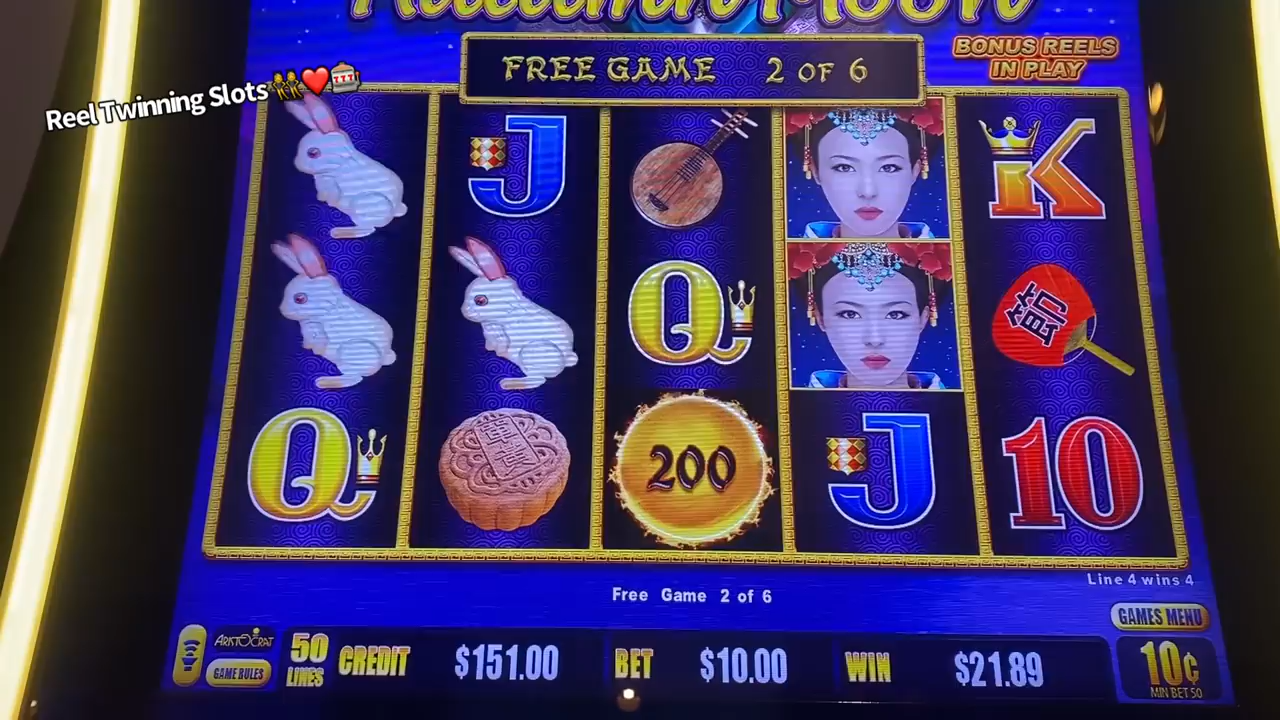 Autumn Moon
FREE GAME 2 OF 6
BONUS REELS
IN PLAY
Reel Twinning Slots 👯❤️🎰
J
K
Q
Q
200
J
10
Line 4 wins 4
Free Game 2 of 6
GAMES MENU
ARISTOCRAT
GAME RULES
50
LINES
CREDIT $151.00
BET $10.00
WIN $21.89
10¢
MIN BET 50